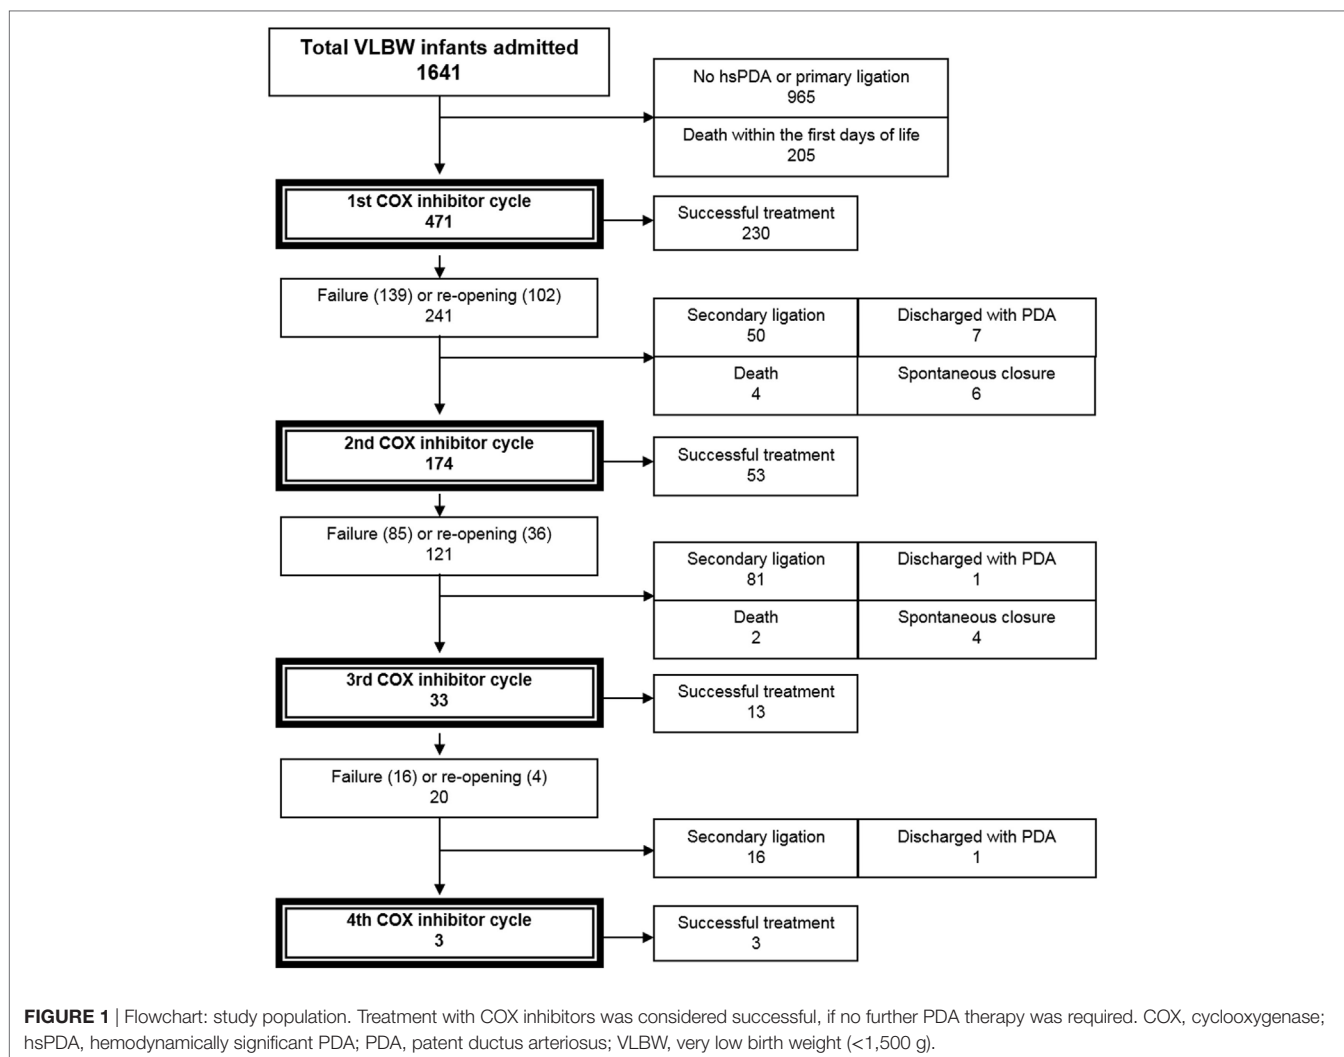 Total VLBW infants admitted
1641
No hsPDA or primary ligation
965
Death within the first days of life
205
1st COX inhibitor cycle
471
Successful treatment
230
Failure (139) or re-opening (102)
241
Secondary ligation
50
Discharged with PDA
7
Death
4
Spontaneous closure
6
2nd COX inhibitor cycle
174
Successful treatment
53
Failure (85) or re-opening (36)
121
Secondary ligation
81
Discharged with PDA
1
Death
2
Spontaneous closure
4
3rd COX inhibitor cycle
33
Successful treatment
13
Failure (16) or re-opening (4)
20
Secondary ligation
16
Discharged with PDA
1
4th COX inhibitor cycle
3
Successful treatment
3
FIGURE 1 | Flowchart: study population. Treatment with COX inhibitors was considered successful, if no further PDA therapy was required. COX, cyclooxygenase;
hsPDA, hemodynamically significant PDA; PDA, patent ductus arteriosus; VLBW, very low birth weight (<1,500 g).